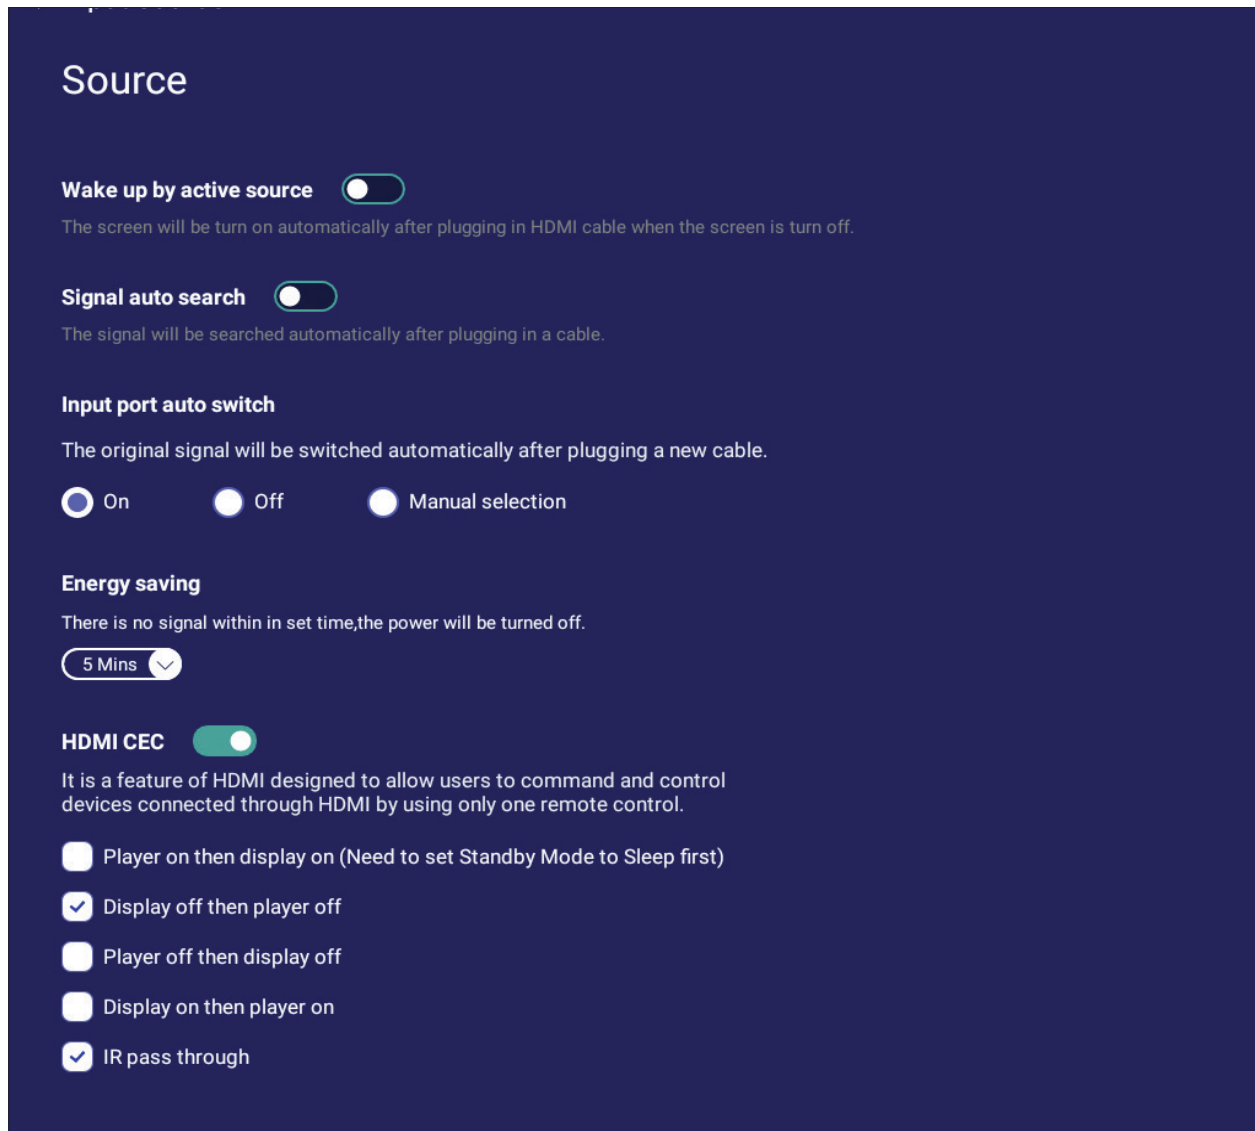 Source
Wake up by active source
The screen will be turn on automatically after plugging in HDMI cable when the screen is turn off.
Signal auto search
The signal will be searched automatically after plugging in a cable.
Input port auto switch
The original signal will be switched automatically after plugging a new cable.
On Off Manual selection
Energy saving
There is no signal within in set time,the power will be turned off.
5 Mins
HDMI CEC
It is a feature of HDMI designed to allow users to command and control
devices connected through HDMI by using only one remote control.
Player on then display on (Need to set Standby Mode to Sleep first)
Display off then player off
Player off then display off
Display on then player on
IR pass through